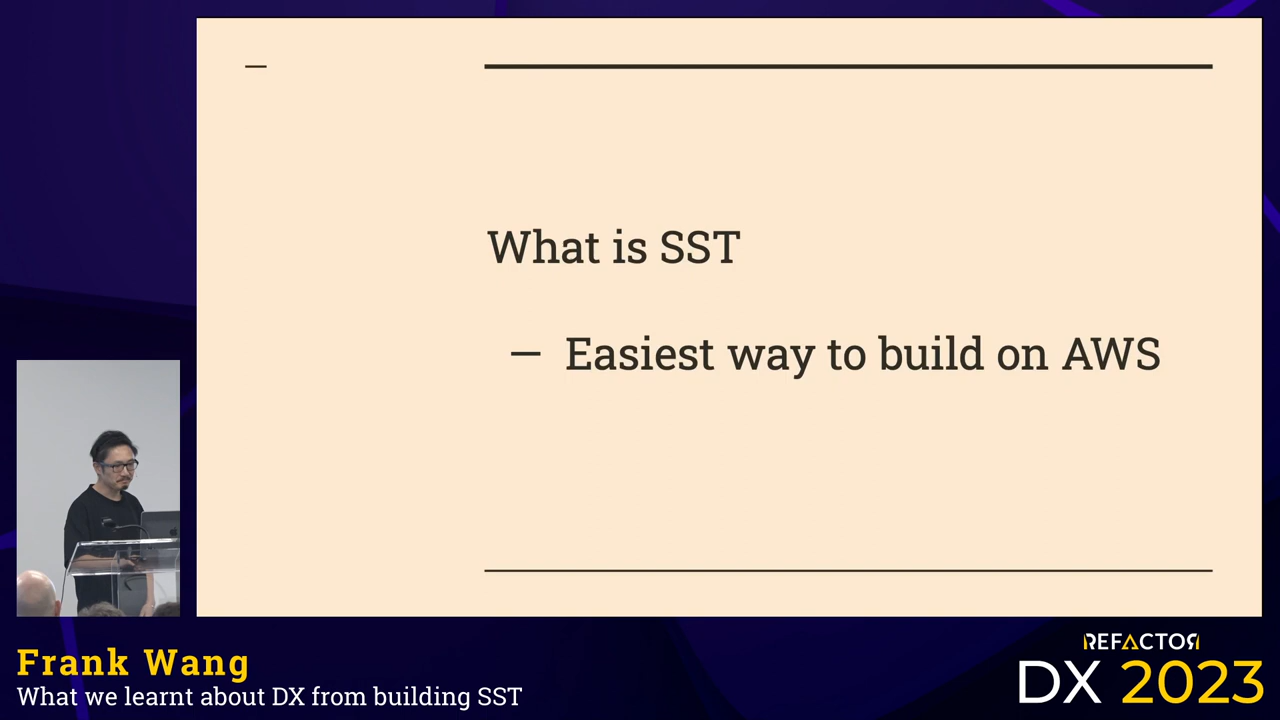 What is SST
— Easiest way to build on AWS
Frank Wang
What we learnt about DX from building SST
REFACTOR
DX 2023